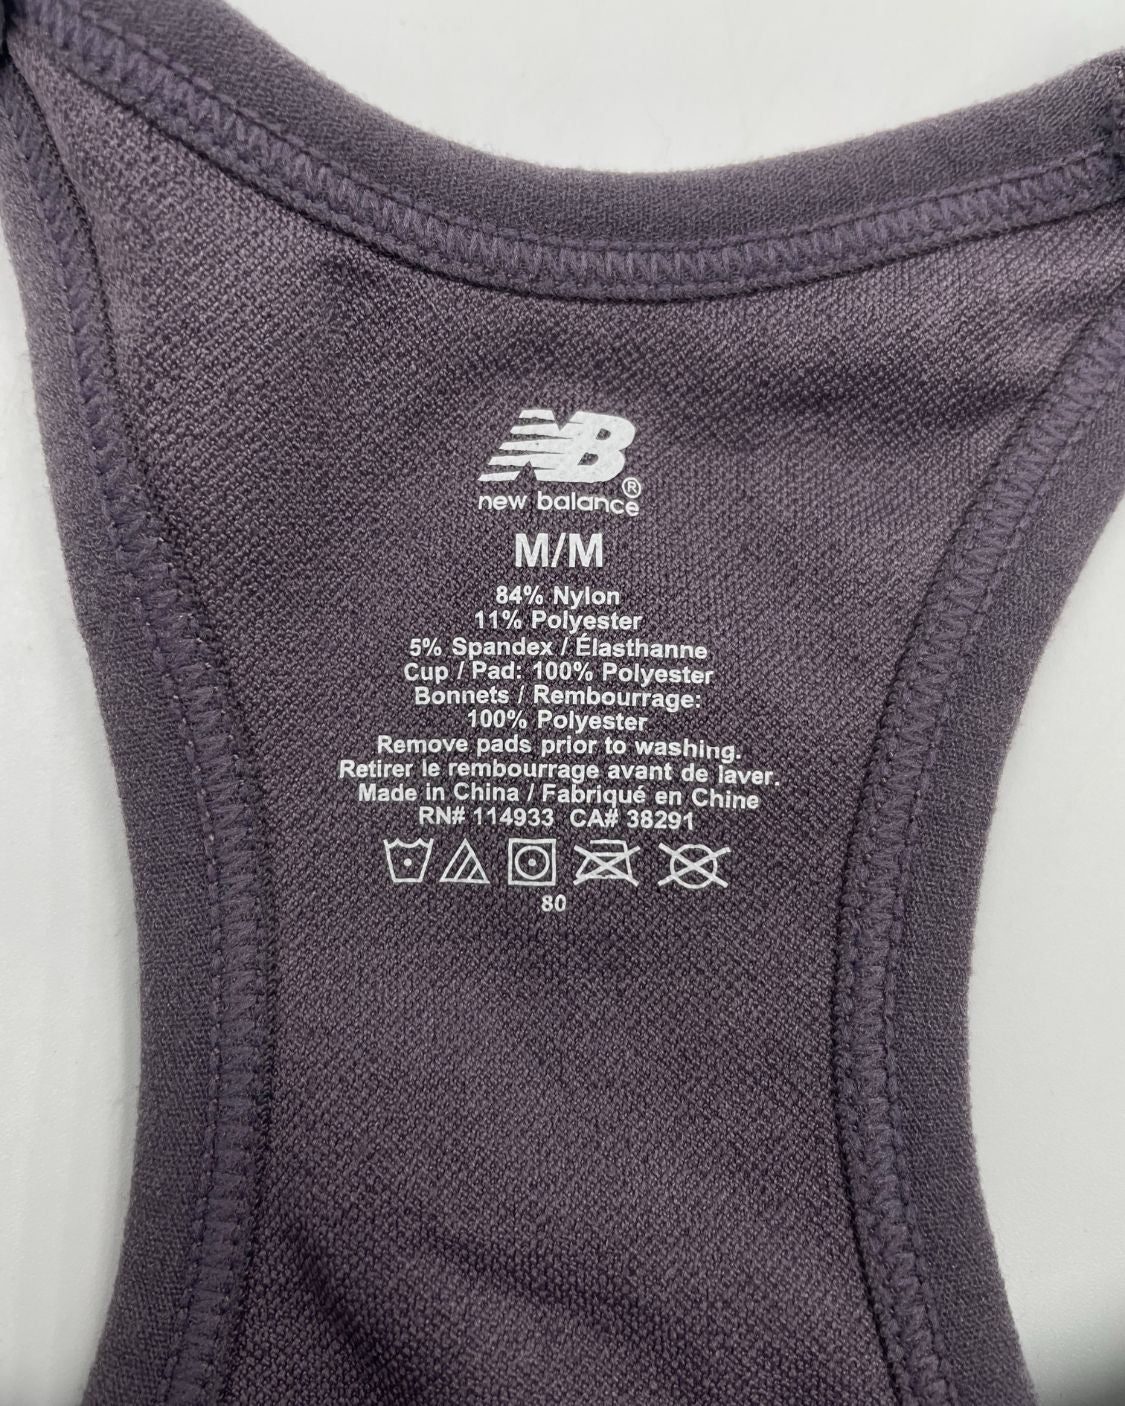 NB
new balance®
M/M
84% Nylon
11% Polyester
5% Spandex / Élasthanne
Cup / Pad: 100% Polyester
Bonnets / Rembourrage:
100% Polyester
Remove pads prior to washing.
Retirer le rembourrage avant de laver.
Made in China / Fabriqué en Chine
RN# 114933 CA# 38291
80